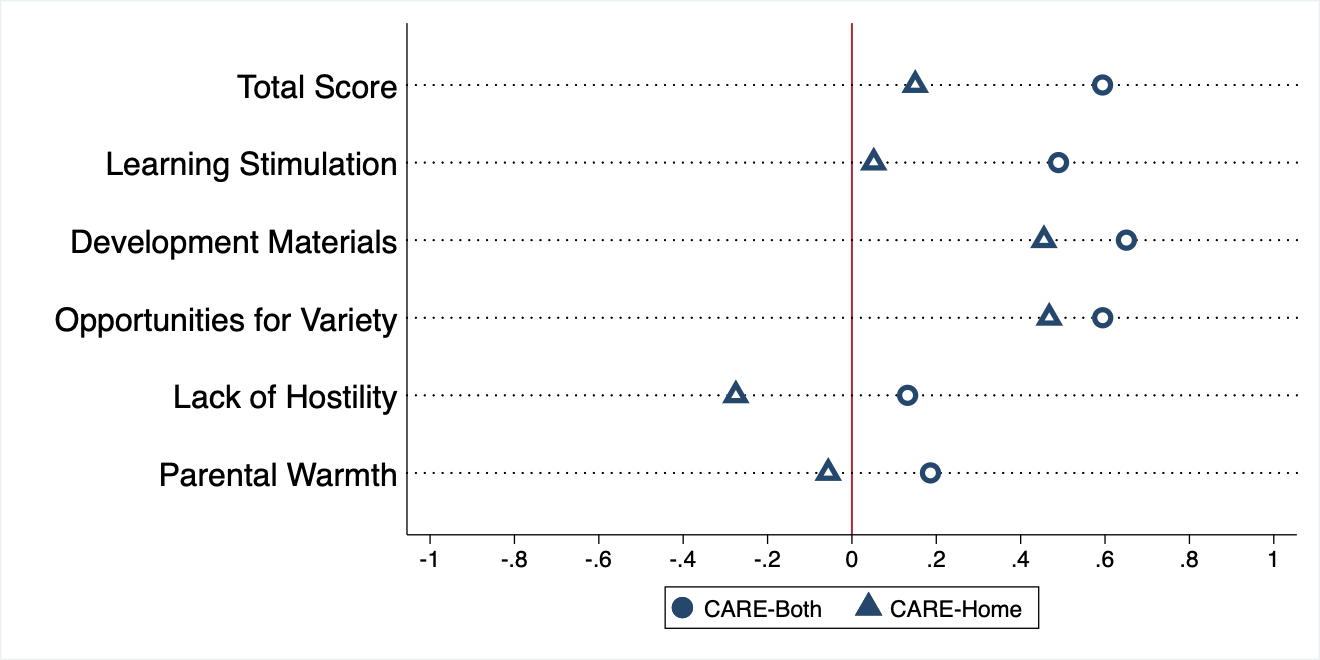 Total Score
Learning Stimulation
Development Materials
Opportunities for Variety
Lack of Hostility
Parental Warmth
-1 -.8 -.6 -.4 -.2 0 .2 .4 .6 .8 1
CARE-Both CARE-Home